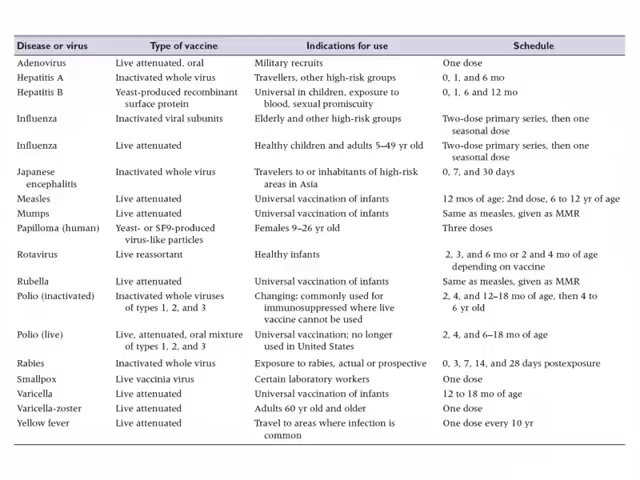 Disease or virus Type of vaccine Indications for use Schedule
Adenovirus Live attenuated, oral Military recruits One dose
Hepatitis A Inactivated whole virus Travellers, other high-risk groups 0, 1, and 6 mo
Hepatitis B Yeast-produced recombinant Universal in children, exposure to 0, 1, 6 and 12 mo
surface protein blood, sexual promiscuity
Influenza Inactivated viral subunits Elderly and other high-risk groups Two-dose primary series, then one
seasonal dose
Influenza Live attenuated Healthy children and adults 5–49 yr old Two-dose primary series, then one
seasonal dose
Japanese Inactivated whole virus Travelers to or inhabitants of high-risk 0, 7, and 30 days
encephalitis areas in Asia
Measles Live attenuated Universal vaccination of infants 12 mos of age; 2nd dose, 6 to 12 yr of age
Mumps Live attenuated Universal vaccination of infants Same as measles, given as MMR
Papilloma (human) Yeast- or SF9-produced Females 9–26 yr old Three doses
virus-like particles
Rotavirus Live reassortant Healthy infants 2, 3, and 6 mo or 2 and 4 mo of age
depending on vaccine
Rubella Live attenuated Universal vaccination of infants Same as measles, given as MMR
Polio (inactivated) Inactivated whole viruses Changing; commonly used for 2, 4, and 12–18 mo of age, then 4 to
of types 1, 2, and 3 immunosuppressed where live 6 yr old
vaccine cannot be used
Polio (live) Live, attenuated, oral mixture Universal vaccination; no longer 2, 4, and 6–18 mo of age
of types 1, 2, and 3 used in United States
Rabies Inactivated whole virus Exposure to rabies, actual or prospective 0, 3, 7, 14, and 28 days postexposure
Smallpox Live vaccinia virus Certain laboratory workers One dose
Varicella Live attenuated Universal vaccination of infants 12 to 18 mo of age
Varicella-zoster Live attenuated Adults 60 yr old and older One dose
Yellow fever Live attenuated Travel to areas where infection is One dose every 10 yr
common